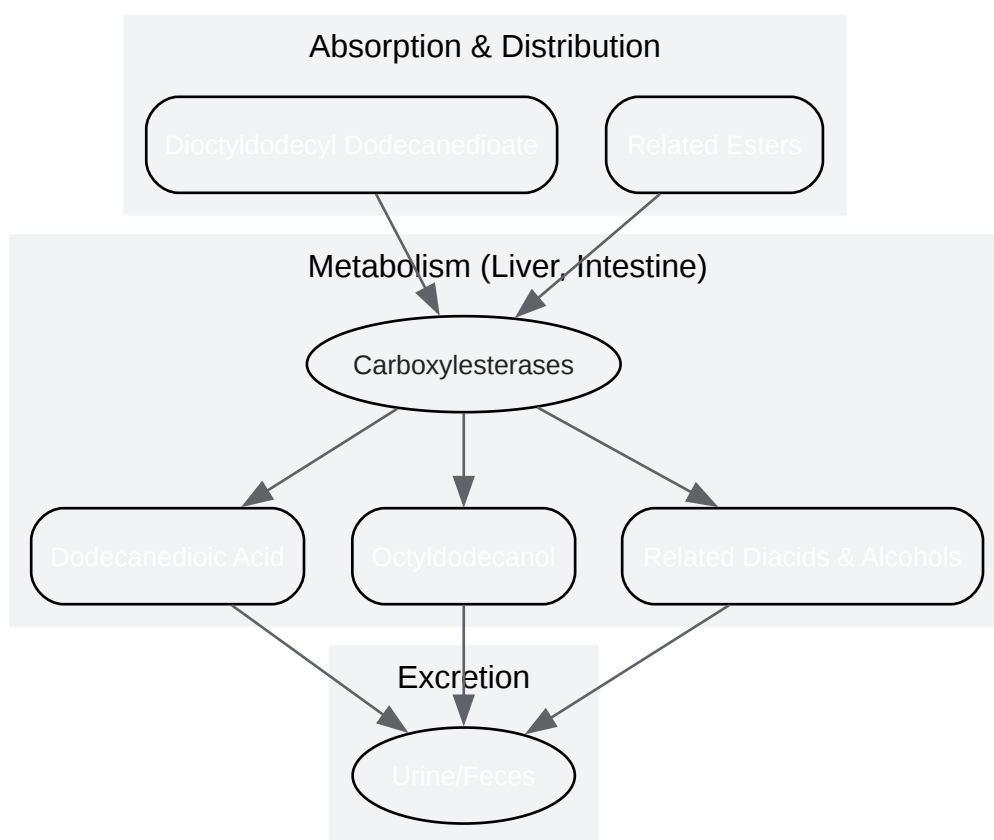 Absorption & Distribution
Dioctyldodecyl Dodecanedioate
Related Esters
Metabolism (Liver, Intestine)
Carboxylesterases
Dodecanedioic Acid
Octyldodecanol
Related Diacids & Alcohols
Excretion
Urine/Feces